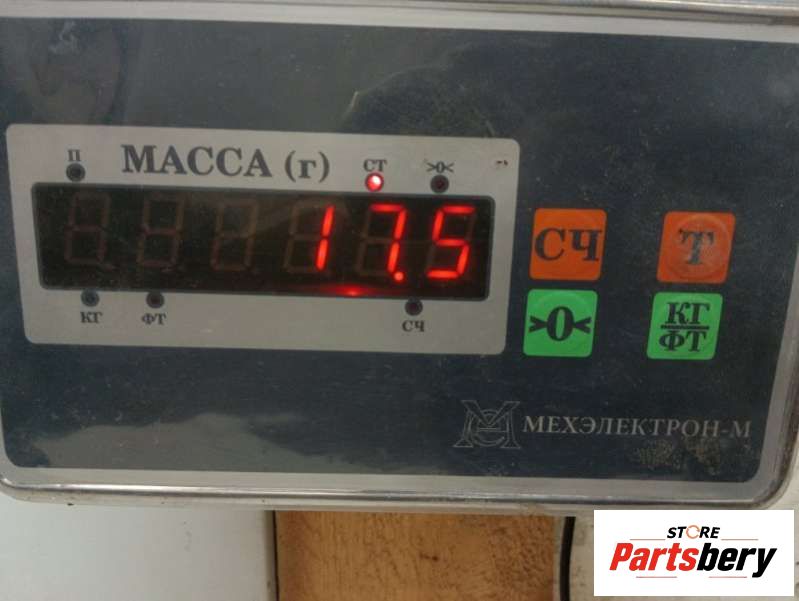 П МАССА (г) СТ >0<
17.5
КГ ФТ СЧ
СЧ Т
>0< КГ
ФТ
МЕХЭЛЕКТРОН-М
STORE
Partsbery